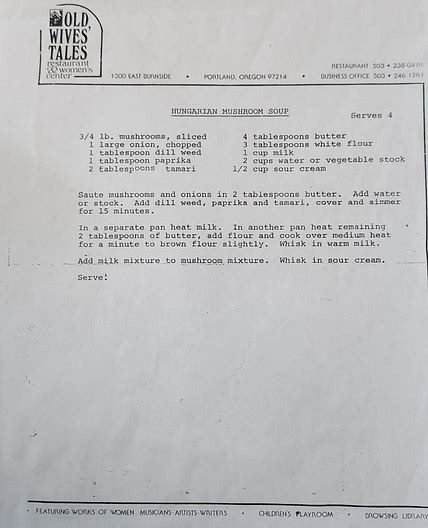 OLD
WIVES'
TALES
restaurant
& women's
center
1300 EAST BURNSIDE • PORTLAND, OREGON 97214 •
RESTAURANT 503 • 238-0470
BUSINESS OFFICE 503 • 246
HUNGARIAN MUSHROOM SOUP
Serves 4
3/4 lb. mushrooms, sliced 4 tablespoons butter
1 large onion, chopped 3 tablespoons white flour
1 tablespoon dill weed 1 cup milk
1 tablespoon paprika 2 cups water or vegetable stock
2 tablespoons tamari 1/2 cup sour cream
Saute mushrooms and onions in 2 tablespoons butter. Add water
or stock. Add dill weed, paprika and tamari, cover and simmer
for 15 minutes.
In a separate pan heat milk. In another pan heat remaining
2 tablespoons of butter, add flour and cook over medium heat
for a minute to brown flour slightly. Whisk in warm milk.
Add milk mixture to mushroom mixture. Whisk in sour cream.
Serve!
• FEATURING WORKS OF WOMEN MUSICIANS·ARTISTS·WRITERS • CHILDREN'S PLAYROOM • BROWSING LIBRARY